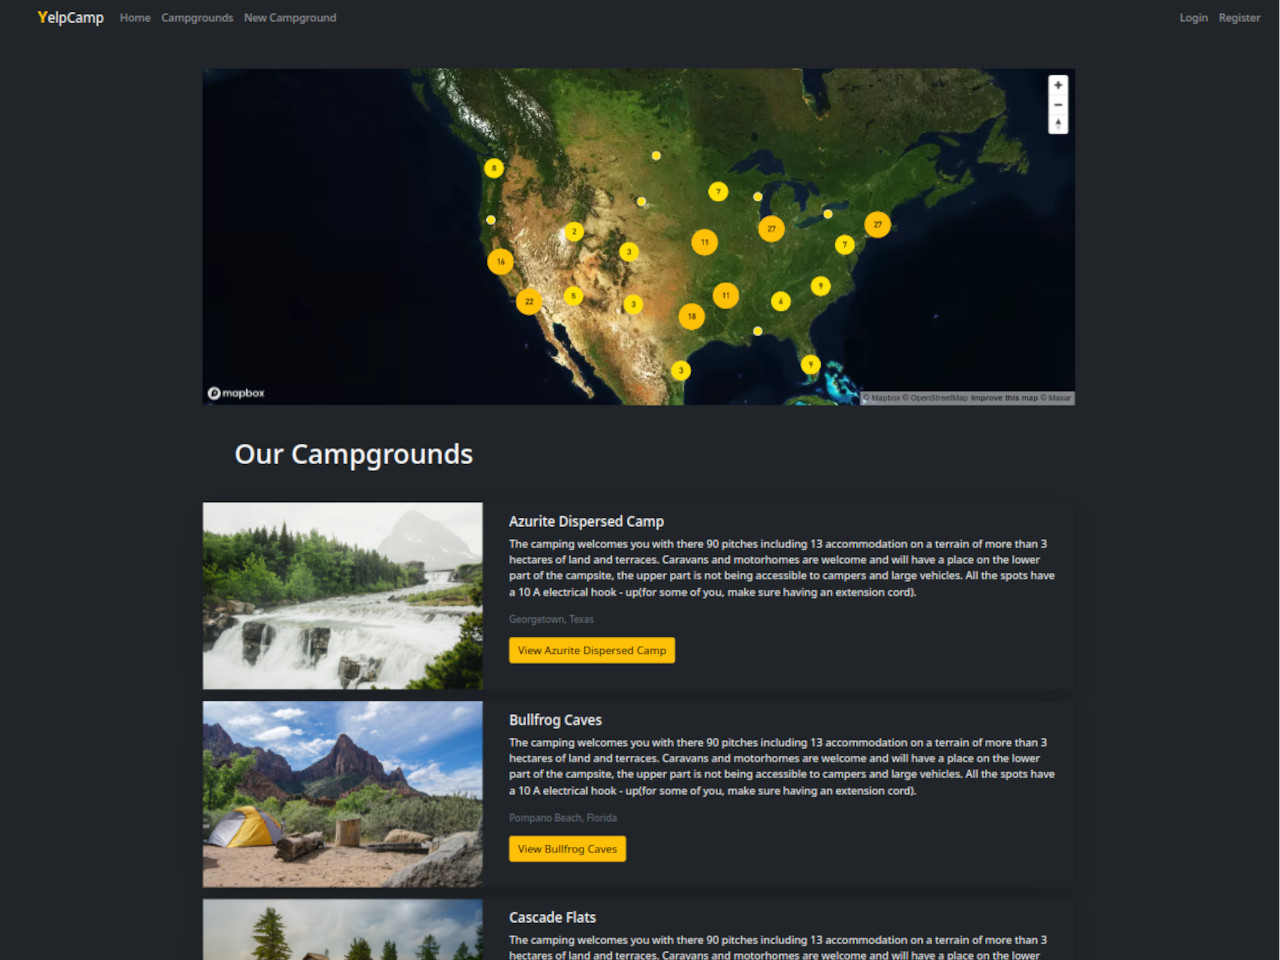 YelpCamp Home Campgrounds New Campground Login Register
8
7
2
3
11
27
27
7
16
22
5
3
11
18
6
9
3
9
mapbox
© Mapbox © OpenStreetMap Improve this map © Maxar
Our Campgrounds
Azurite Dispersed Camp
The camping welcomes you with there 90 pitches including 13 accommodation on a terrain of more than 3
hectares of land and terraces. Caravans and motorhomes are welcome and will have a place on the lower
part of the campsite, the upper part is not being accessible to campers and large vehicles. All the spots have
a 10 A electrical hook - up(for some of you, make sure having an extension cord).
Georgetown, Texas
View Azurite Dispersed Camp
Bullfrog Caves
The camping welcomes you with there 90 pitches including 13 accommodation on a terrain of more than 3
hectares of land and terraces. Caravans and motorhomes are welcome and will have a place on the lower
part of the campsite, the upper part is not being accessible to campers and large vehicles. All the spots have
a 10 A electrical hook - up(for some of you, make sure having an extension cord).
Pompano Beach, Florida
View Bullfrog Caves
Cascade Flats
The camping welcomes you with there 90 pitches including 13 accommodation on a terrain of more than 3
hectares of land and terraces. Caravans and motorhomes are welcome and will have a place on the lower